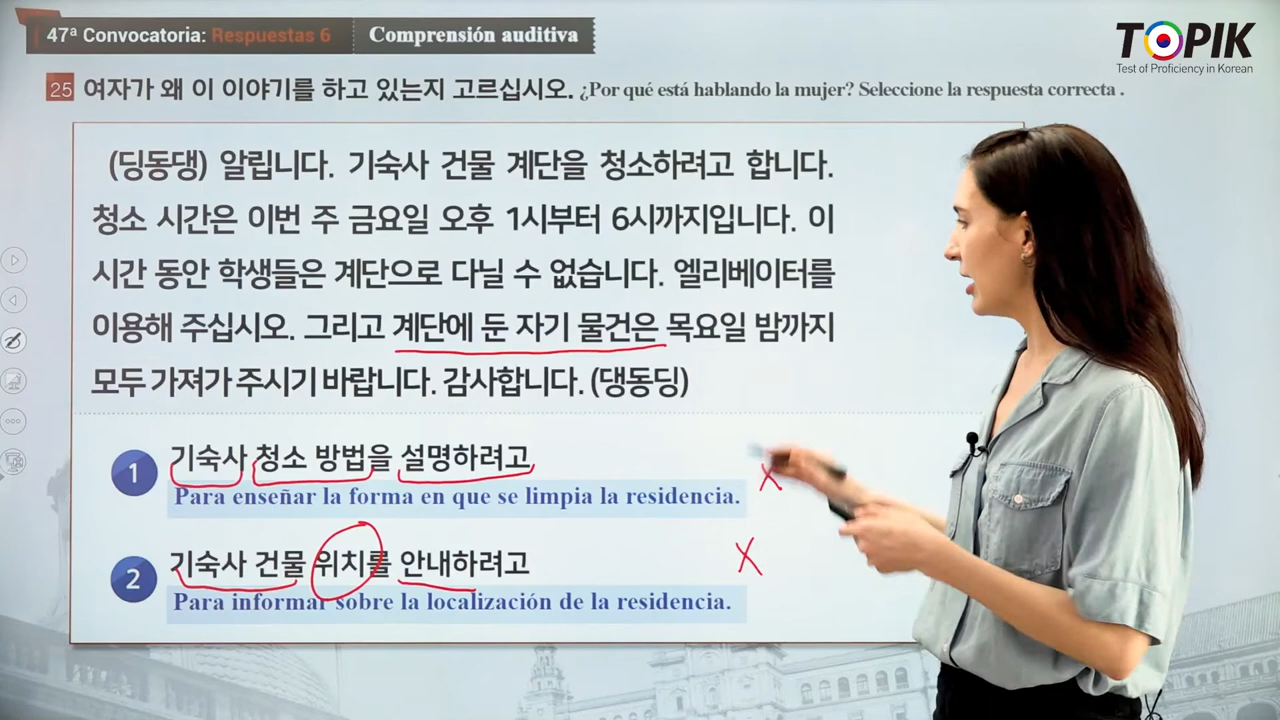 47ª Convocatoria: Respuestas 6 Comprensión auditiva
TOPIK
Test of Proficiency in Korean
25 여자가 왜 이 이야기를 하고 있는지 고르십시오. ¿Por qué está hablando la mujer? Seleccione la respuesta correcta .
(딩동댕) 알립니다. 기숙사 건물 계단을 청소하려고 합니다.
청소 시간은 이번 주 금요일 오후 1시부터 6시까지입니다. 이
시간 동안 학생들은 계단으로 다닐 수 없습니다. 엘리베이터를
이용해 주십시오. 그리고 계단에 둔 자기 물건은 목요일 밤까지
모두 가져가 주시기 바랍니다. 감사합니다. (댕동딩)
1 기숙사 청소 방법을 설명하려고
Para enseñar la forma en que se limpia la residencia.
2 기숙사 건물 위치를 안내하려고
Para informar sobre la localización de la residencia.